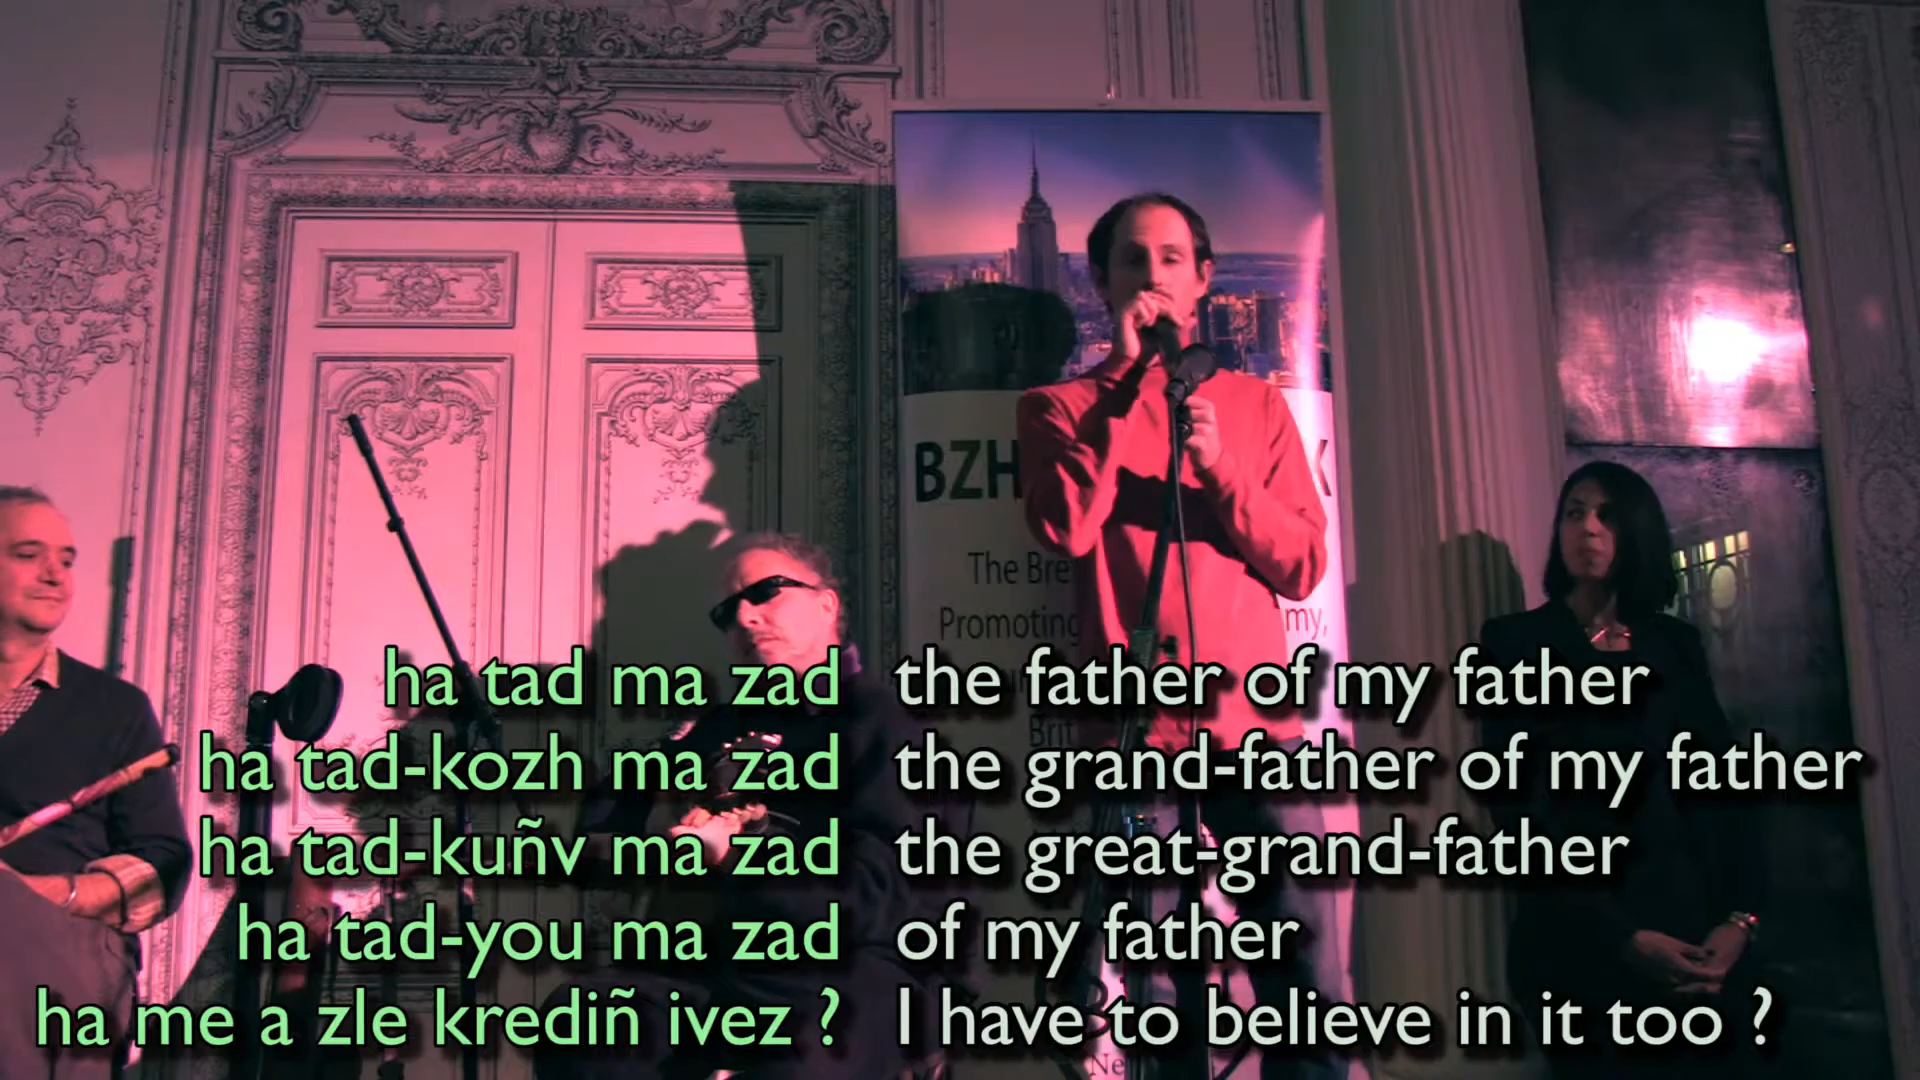 BZH
The Bre
Promoting
my,
Brit
Ne
ha tad ma zad
ha tad-kozh ma zad
ha tad-kuñv ma zad
ha tad-you ma zad
ha me a zle krediñ ivez ?
the father of my father
the grand-father of my father
the great-grand-father
of my father
I have to believe in it too ?